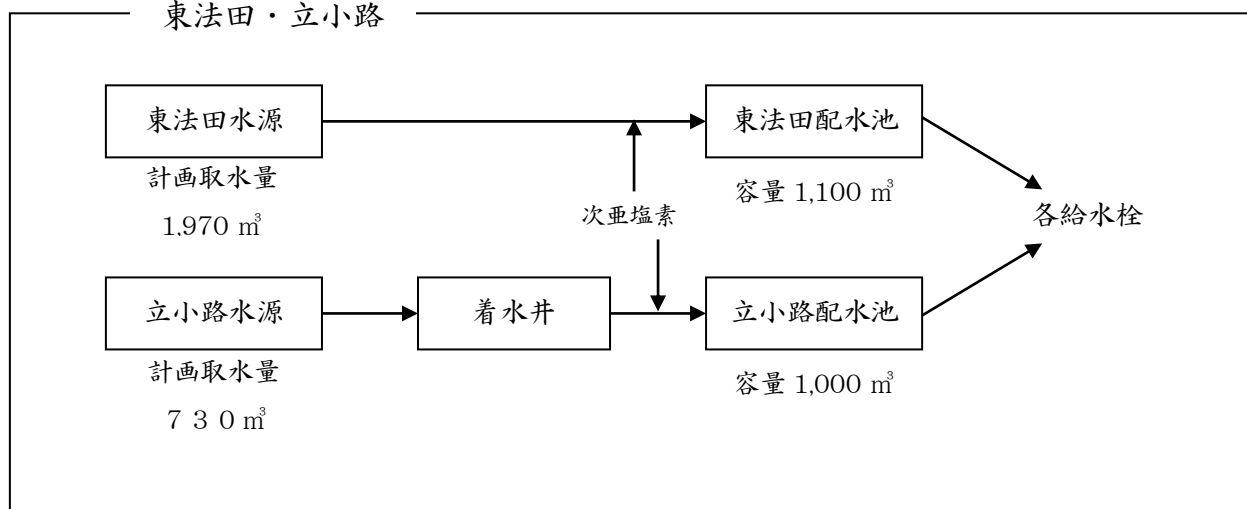 東法田・立小路
東法田水源
計画取水量
1,970 ㎥
東法田配水池
容量 1,100 ㎥
次亜塩素
各給水栓
立小路水源
計画取水量
７３０㎥
着水井
立小路配水池
容量 1,000 ㎥